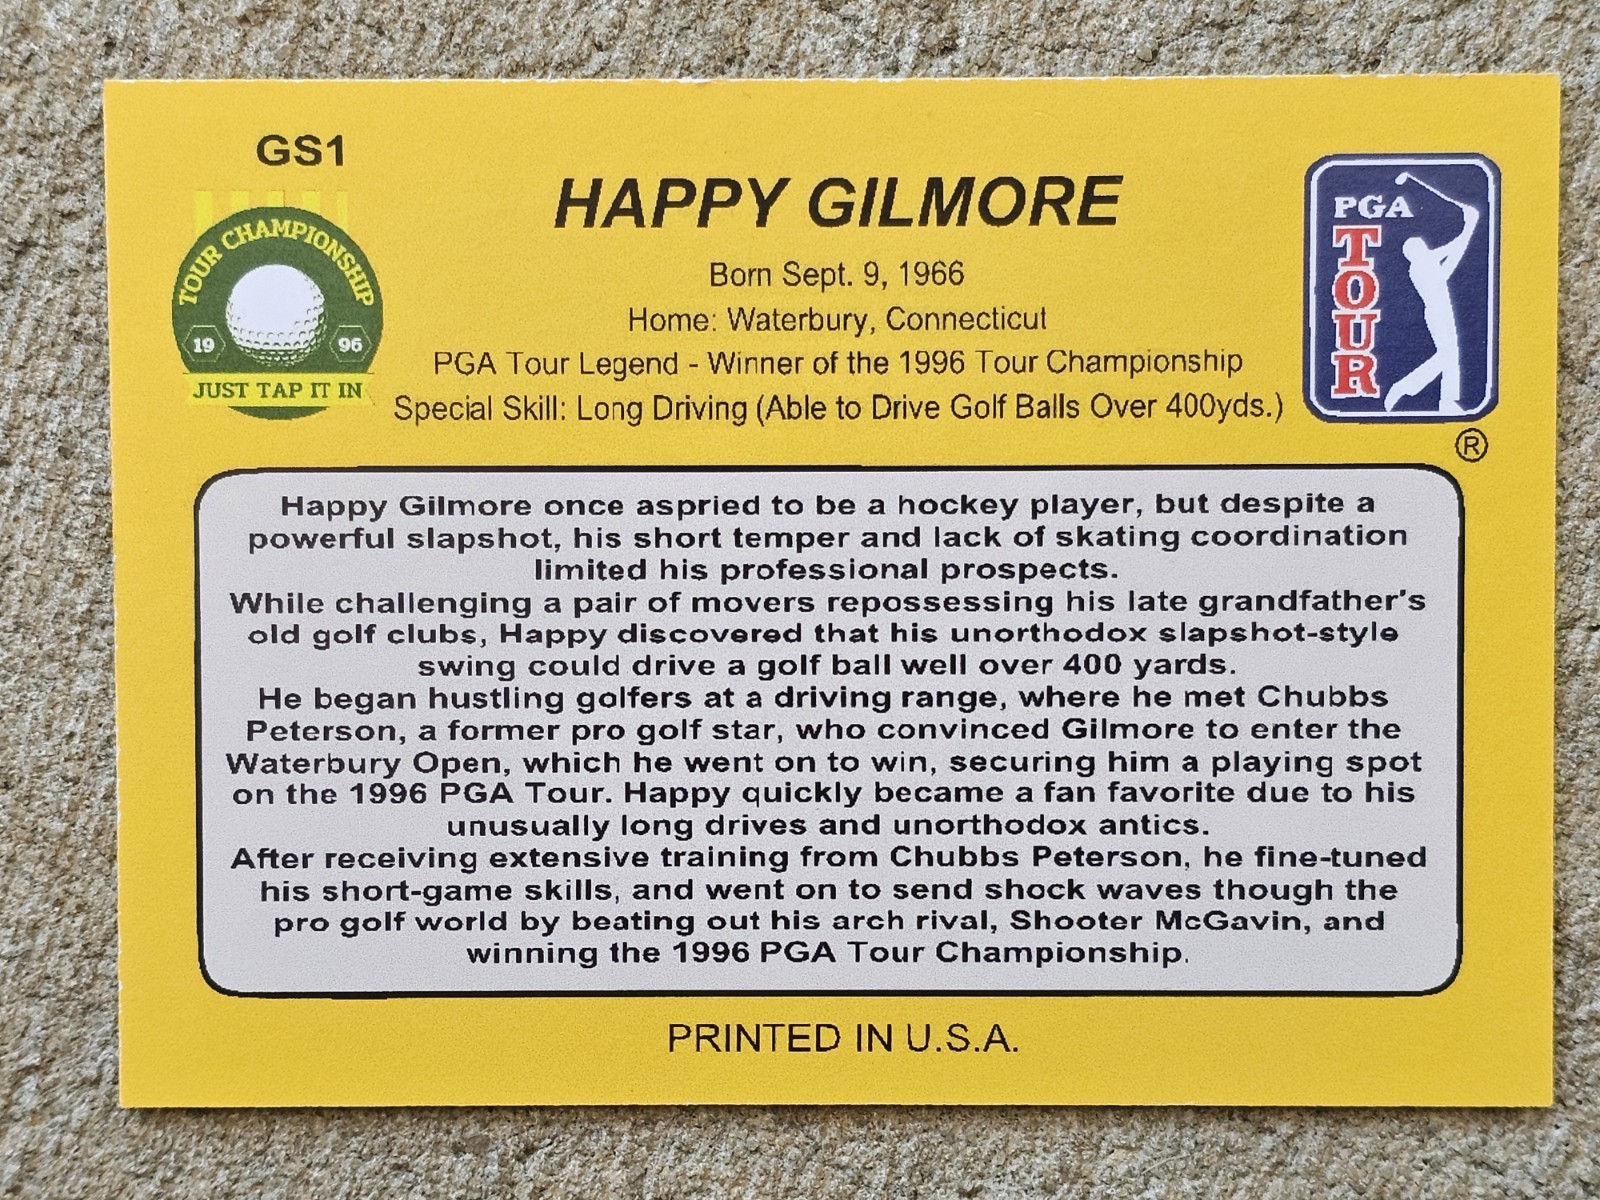 GS1
TOUR CHAMPIONSHIP
19 96
JUST TAP IT IN
HAPPY GILMORE
Born Sept. 9, 1966
Home: Waterbury, Connecticut
PGA Tour Legend - Winner of the 1996 Tour Championship
Special Skill: Long Driving (Able to Drive Golf Balls Over 400yds.)
PGA
TOUR
®
Happy Gilmore once aspried to be a hockey player, but despite a
powerful slapshot, his short temper and lack of skating coordination
limited his professional prospects.
While challenging a pair of movers repossessing his late grandfather's
old golf clubs, Happy discovered that his unorthodox slapshot-style
swing could drive a golf ball well over 400 yards.
He began hustling golfers at a driving range, where he met Chubbs
Peterson, a former pro golf star, who convinced Gilmore to enter the
Waterbury Open, which he went on to win, securing him a playing spot
on the 1996 PGA Tour. Happy quickly became a fan favorite due to his
unusually long drives and unorthodox antics.
After receiving extensive training from Chubbs Peterson, he fine-tuned
his short-game skills, and went on to send shock waves though the
pro golf world by beating out his arch rival, Shooter McGavin, and
winning the 1996 PGA Tour Championship.
PRINTED IN U.S.A.